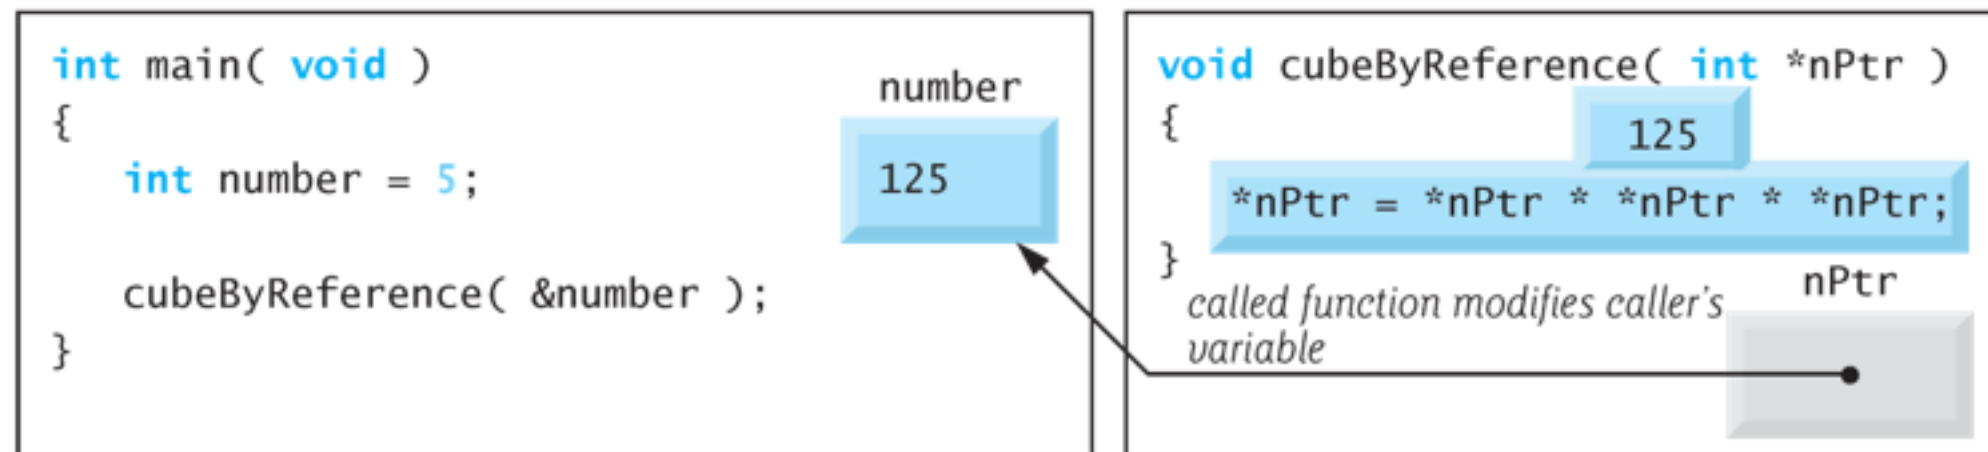 int main( void )
{
int number = 5;
cubeByReference( &number );
}
number
125
void cubeByReference( int *nPtr )
{
125
*nPtr = *nPtr * *nPtr * *nPtr;
}
called function modifies caller's
variable
nPtr